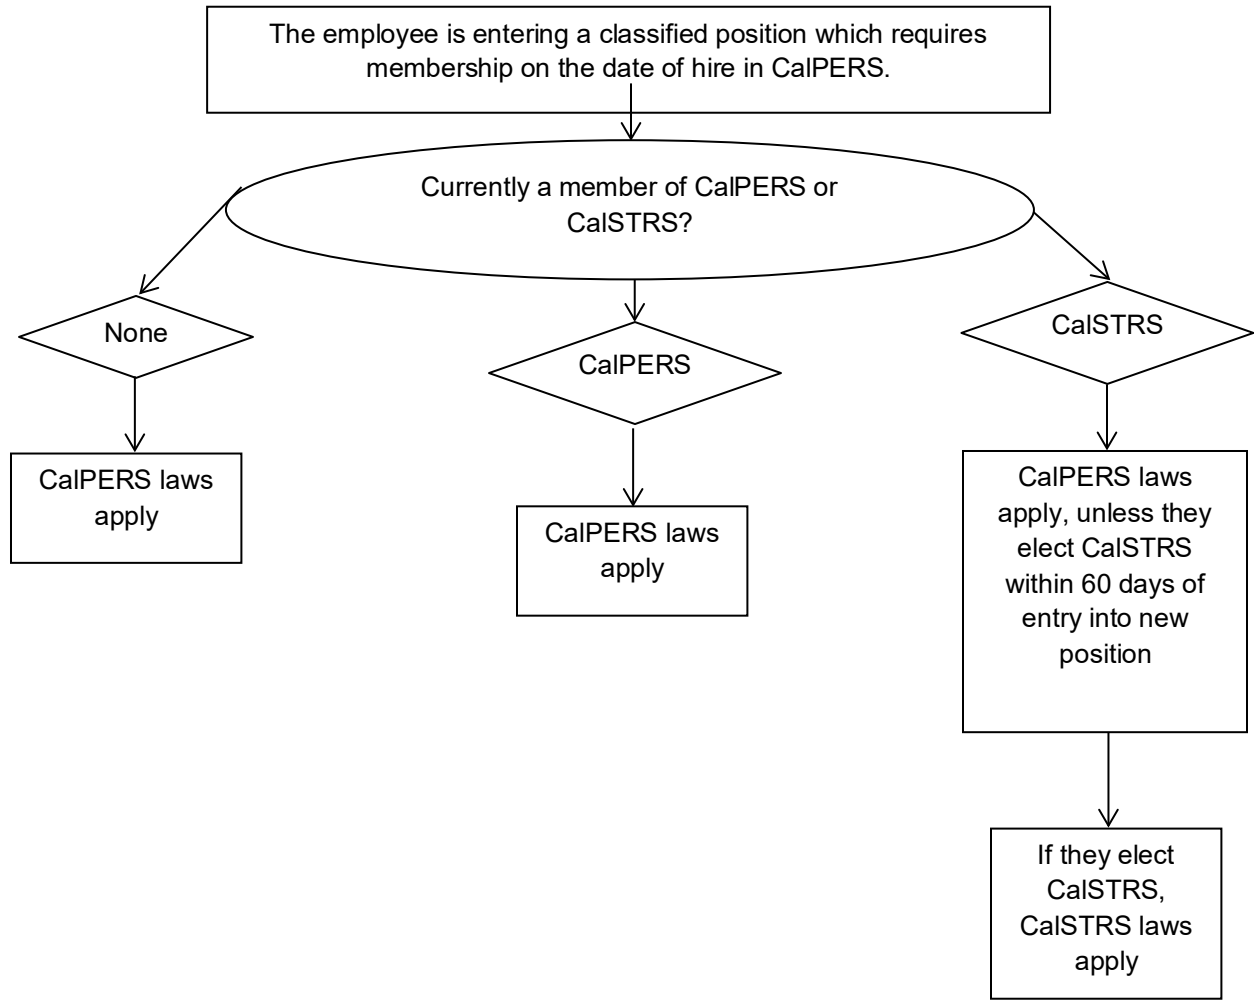 The employee is entering a classified position which requires
membership on the date of hire in CalPERS.
Currently a member of CalPERS or
CalSTRS?
None
CalPERS
CalSTRS
CalPERS laws
apply
CalPERS laws
apply
CalPERS laws
apply, unless they
elect CalSTRS
within 60 days of
entry into new
position
If they elect
CalSTRS,
CalSTRS laws
apply